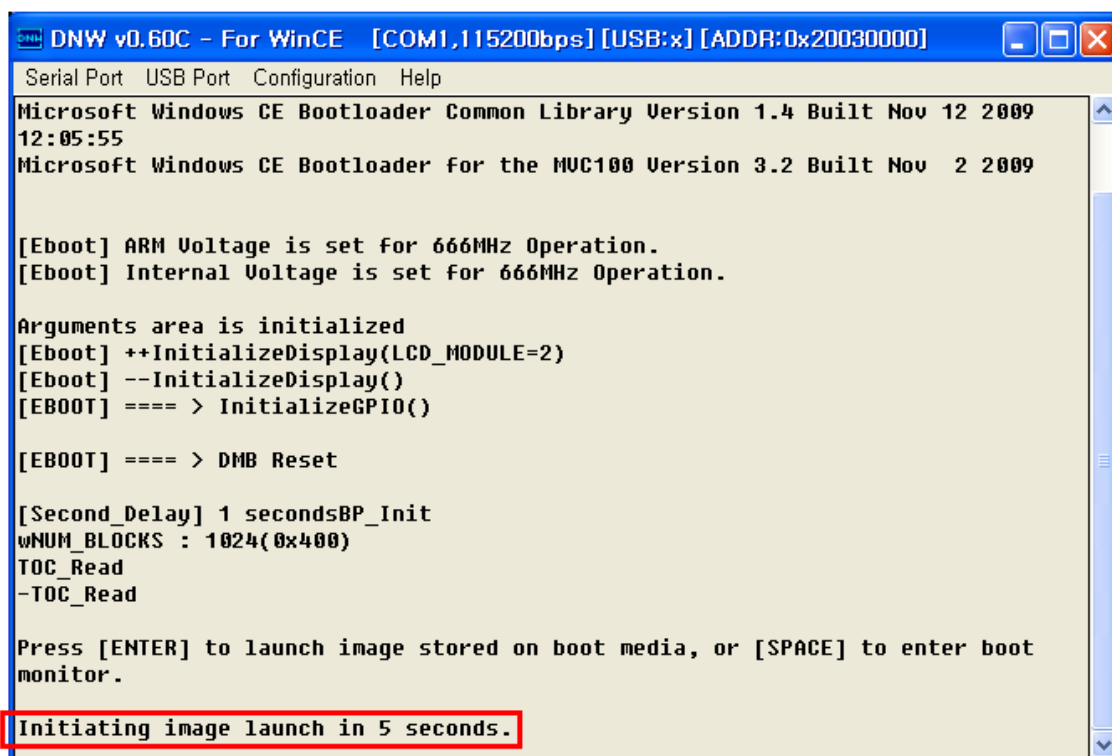 DNW v0.60C - For WinCE [COM1,115200bps][USB:x][ADDR:0x20030000]
Serial Port USB Port Configuration Help
Microsoft Windows CE Bootloader Common Library Version 1.4 Built Nov 12 2009
12:05:55
Microsoft Windows CE Bootloader for the MVC100 Version 3.2 Built Nov  2 2009
[Eboot] ARM Voltage is set for 666MHz Operation.
[Eboot] Internal Voltage is set for 666MHz Operation.
Arguments area is initialized
[Eboot] ++InitializeDisplay(LCD_MODULE=2)
[Eboot] --InitializeDisplay()
[EBOOT] ==== > InitializeGPIO()
[EBOOT] ==== > DMB Reset
[Second_Delay] 1 secondsBP_Init
wNUM_BLOCKS : 1024(0x400)
TOC_Read
-TOC_Read
Press [ENTER] to launch image stored on boot media, or [SPACE] to enter boot
monitor.
Initiating image launch in 5 seconds.